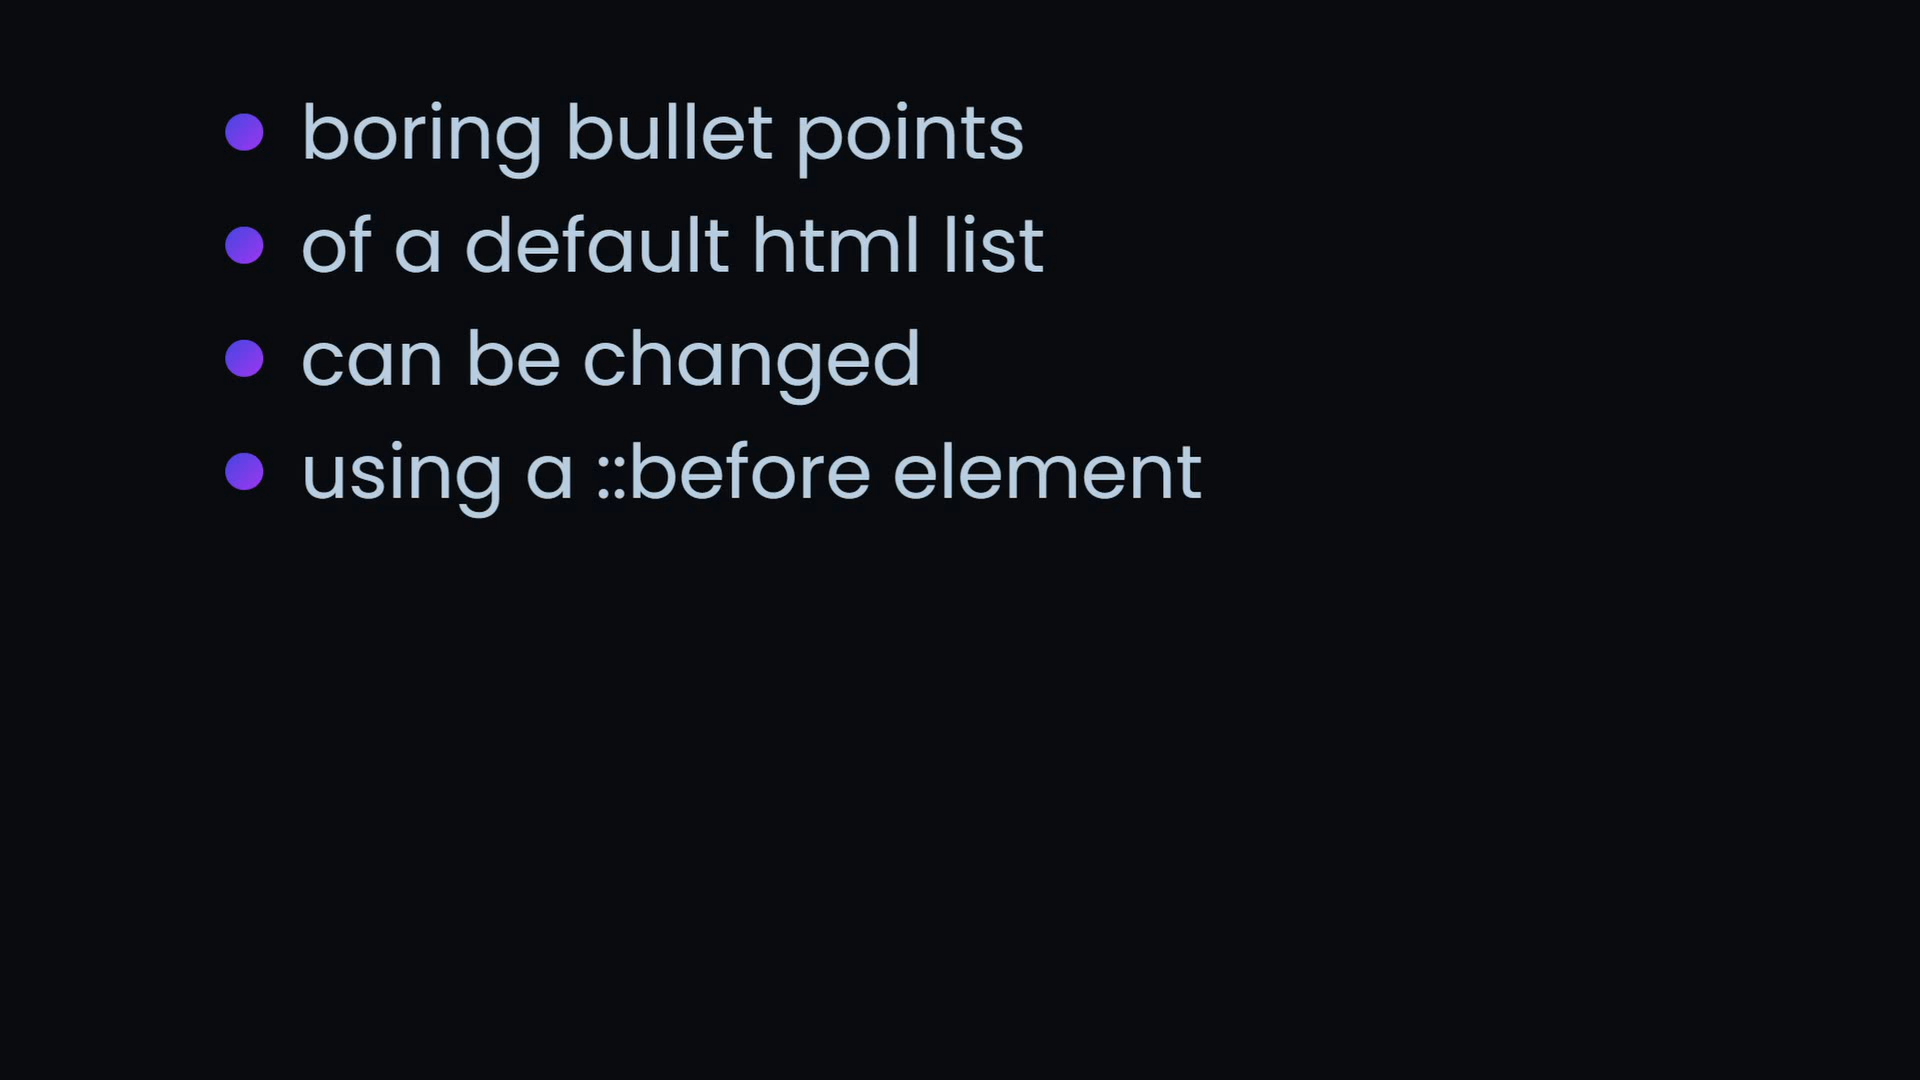 boring bullet points
of a default html list
can be changed
using a ::before element